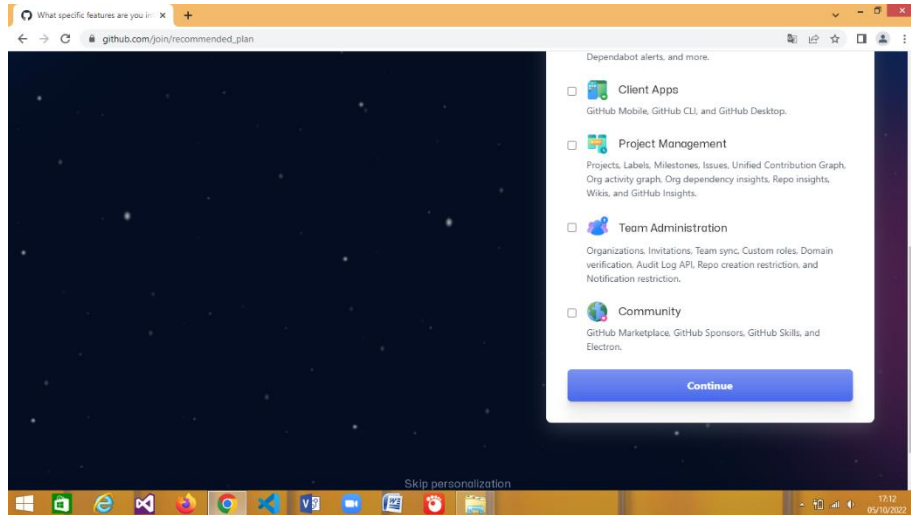 What specific features are you in
github.com/join/recommended_plan
Dependabot alerts, and more.
Client Apps
GitHub Mobile, GitHub CLI, and GitHub Desktop.
Project Management
Projects, Labels, Milestones, Issues, Unified Contribution Graph,
Org activity graph, Org dependency insights, Repo insights,
Wikis, and GitHub Insights.
Team Administration
Organizations, Invitations, Team sync, Custom roles, Domain
verification, Audit Log API, Repo creation restriction, and
Notification restriction.
Community
GitHub Marketplace, GitHub Sponsors, GitHub Skills, and
Electron.
Continue
Skip personalization
17:12
05/10/2022